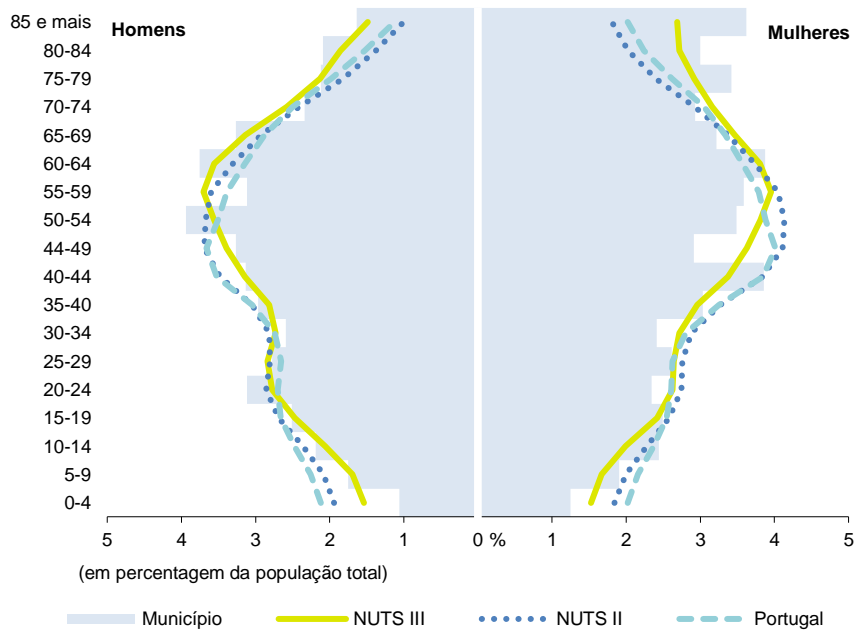 85 e mais
Homens
Mulheres
80-84
75-79
70-74
65-69
60-64
55-59
50-54
44-49
40-44
35-40
30-34
25-29
20-24
15-19
10-14
5-9
0-4
5 4 3 2 1 0 % 1 2 3 4 5
(em percentagem da população total)
Município NUTS III NUTS II Portugal